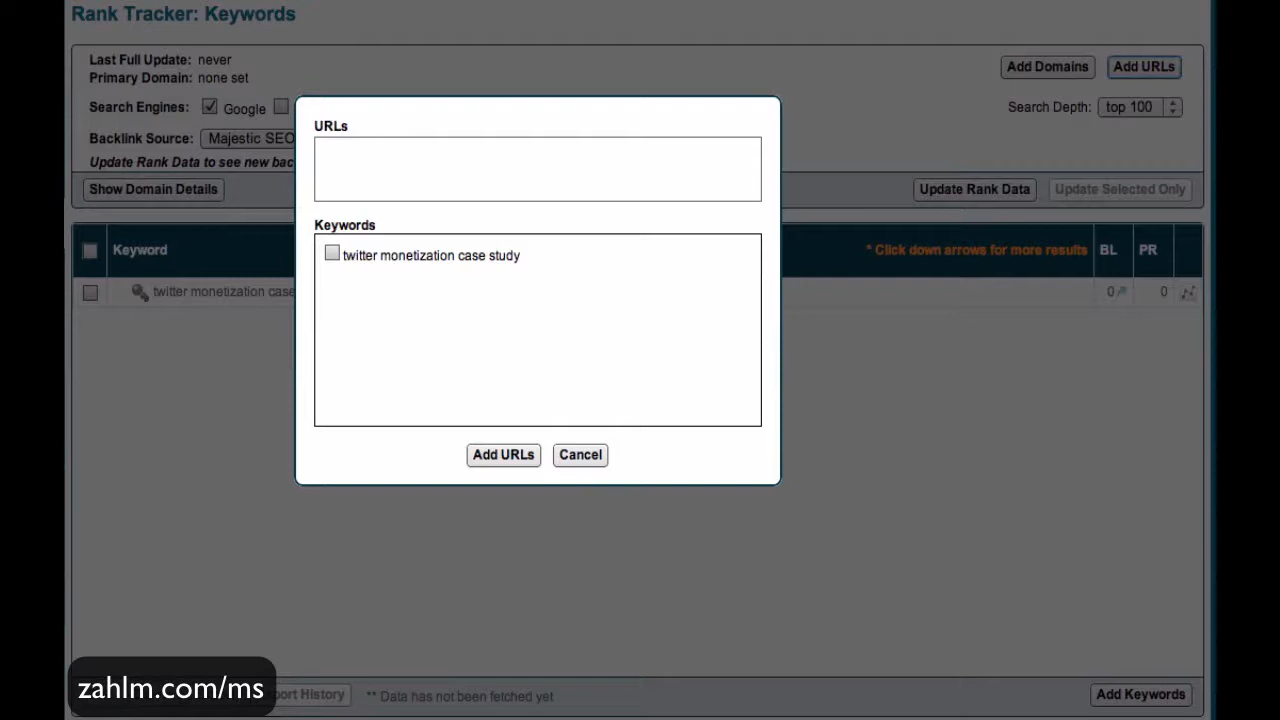 Rank Tracker: Keywords
Last Full Update: never
Primary Domain: none set
Add Domains
Add URLs
Search Engines: Google
Search Depth: top 100
Backlink Source: Majestic SEO
Update Rank Data to see new
Show Domain Details
Update Rank Data
Update Selected Only
URLs
Keywords
twitter monetization case study
Add URLs
Cancel
Keyword
* Click down arrows for more results
BL
PR
twitter monetization case
0
0
zahlm.com/ms
History
** Data has not been fetched yet
Add Keywords